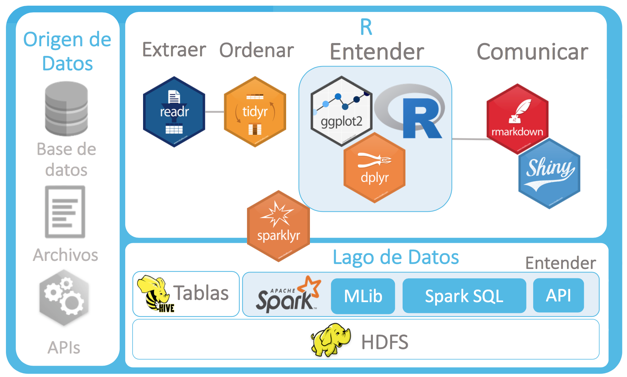 Origen de
Datos
Base de
datos
Archivos
APIs
R
Extraer
Ordenar
Entender
Comunicar
readr
tidyr
ggplot2
R
dplyr
rmarkdown
Shiny
sparklyr
Lago de Datos
Entender
HIVE
Tablas
APACHE
Spark
MLib
Spark SQL
API
HDFS